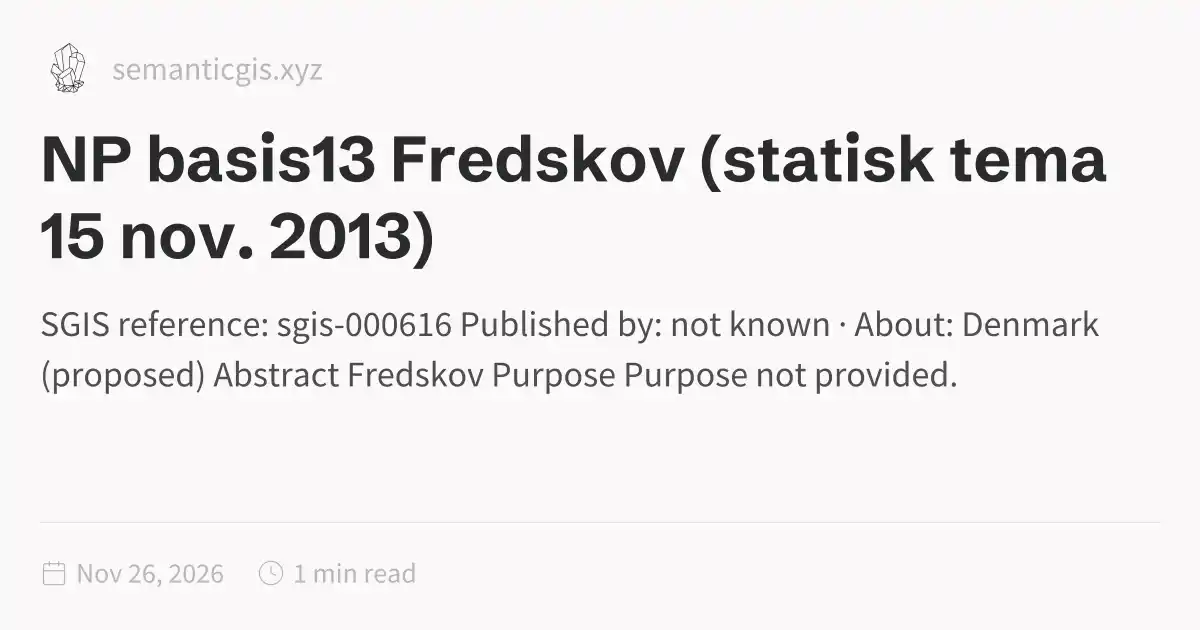 semanticgis.xyz
NP basis13 Fredskov (statisk tema
15 nov. 2013)
SGIS reference: sgis-000616 Published by: not known · About: Denmark
(proposed) Abstract Fredskov Purpose Purpose not provided.
Nov 26, 2026 1 min read